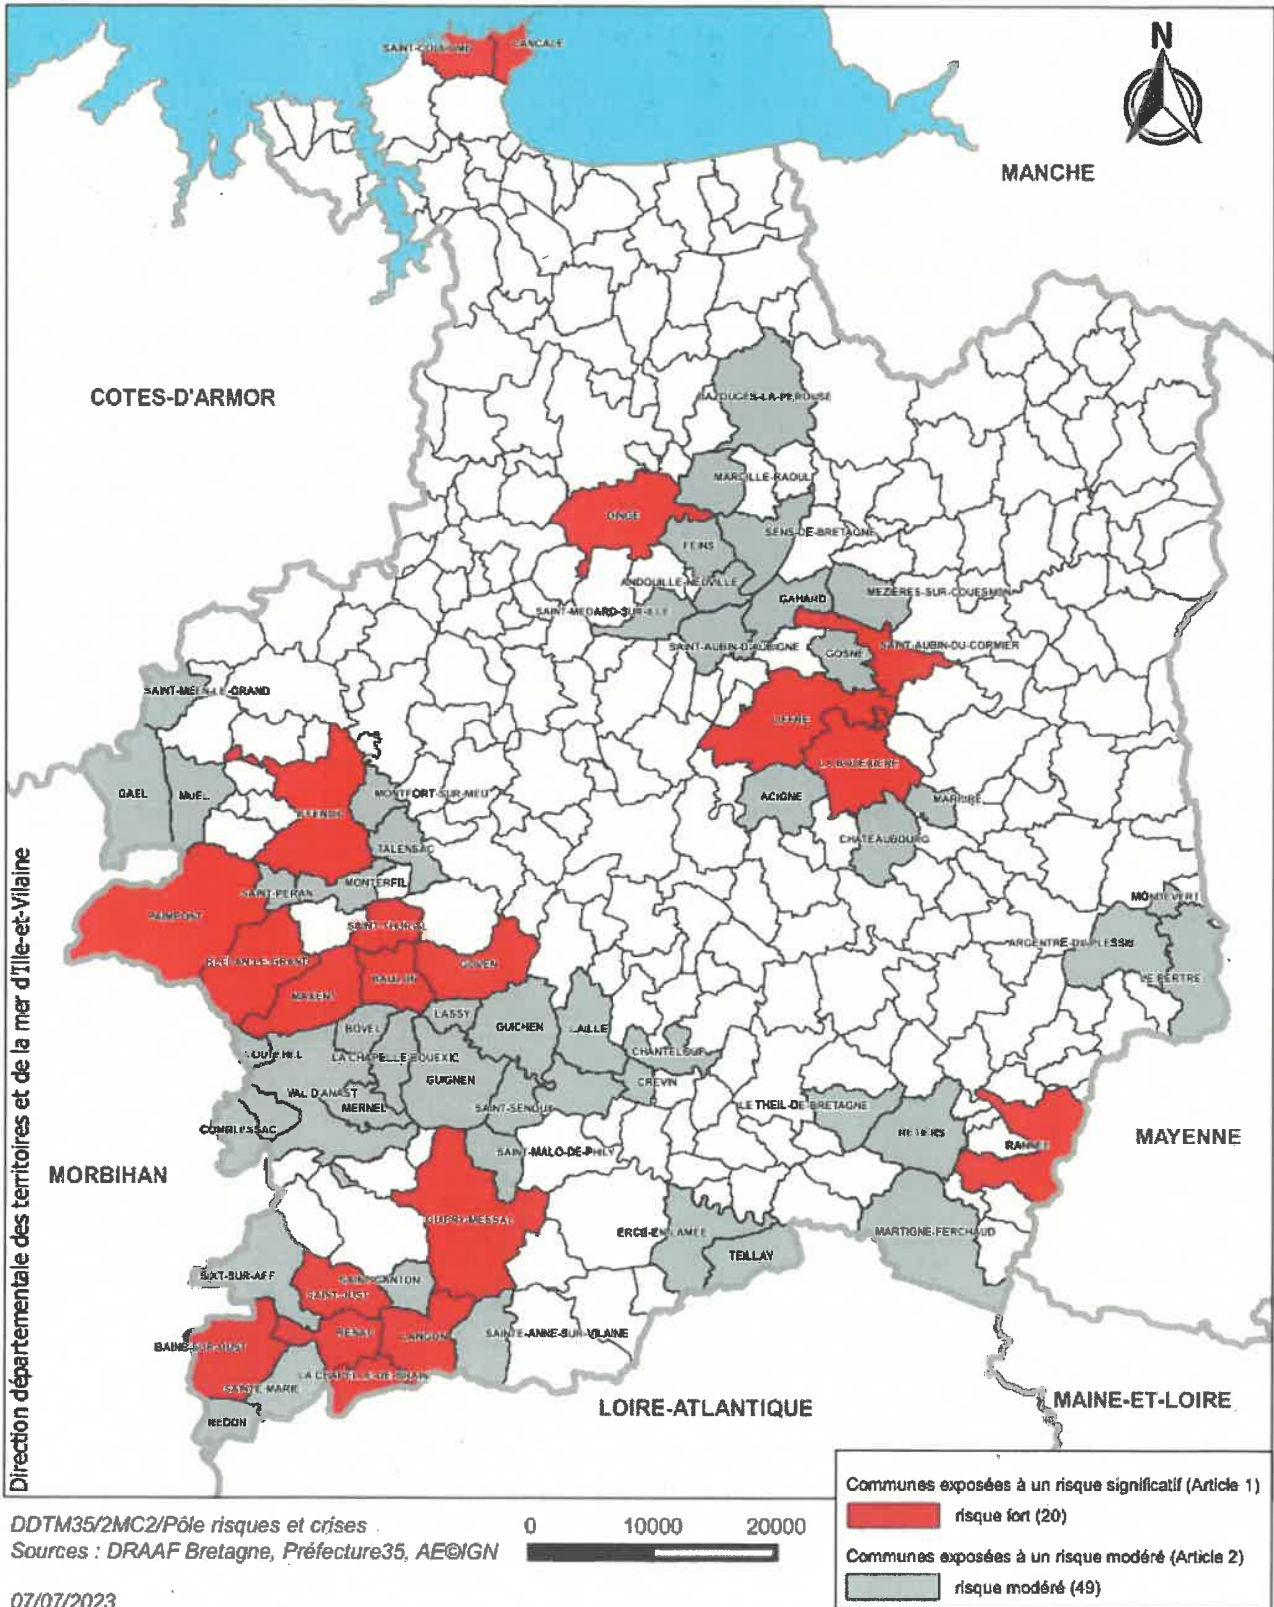 SAINT-COULOMB
CANCALE
N
MANCHE
COTES-D'ARMOR
BAZOUGES-LA-PEROUSE
MARCILLE-RAOUL
DINGE
SENS-DE-BRETAGNE
FEINS
ANDOUILLE-NEUVILLE
MEZIERES-SUR-COUESNON
GAHARD
SAINT-MEDARD-SUR-ILLE
SAINT-AUBIN-D'AUBIGNE
SAINT-AUBIN-DU-CORMIER
GOSNE
SAINT-MEEN-LE-GRAND
LIFFRE
LA BOUEXIERE
GAEL
MUEL
MONTFORT-SUR-MEU
ACIGNE
MARPIRE
CHATEAUBOURG
TALENSAC
MONTERFIL
SAINT-PERAN
PAIMPONT
SAINT-THURIAL
ARGENTRE-DU-PLESSIS
LE PERTRE
PLELAN-LE-GRAND
GOVEN
BAULON
MAXENT
LASSY
BOVEL
GUICHEN
LAILLE
LA CHAPELLE-BOUEXIC
CHANTELOUP
GUIGNEN
CREVIN
VAL D'ANAST
MERNEL
SAINT-SENOUX
LE THEIL-DE-BRETAGNE
COMBLESSAC
RETIERS
RANNEE
MAYENNE
SAINT-MALO-DE-PHILY
MORBIHAN
GUIPRY-MESSAC
ERCE-EN-LAMEE
MARTIGNE-FERCHAUD
TEILLAY
SIXT-SUR-AFF
SAINT-GANTON
SAINT-JUST
RENAC
LANGON
SAINTE-ANNE-SUR-VILAINE
BAINS-SUR-OUST
LA CHAPELLE-DE-BRAIN
SAINTE-MARIE
REDON
LOIRE-ATLANTIQUE
MAINE-ET-LOIRE
Direction départementale des territoires et de la mer d'Ille-et-Vilaine
Communes exposées à un risque significatif (Article 1)
risque fort (20)
Communes exposées à un risque modéré (Article 2)
risque modéré (49)
DDTM35/2MC2/Pôle risques et crises
Sources : DRAAF Bretagne, Préfecture35, AE©IGN
0 10000 20000
07/07/2023